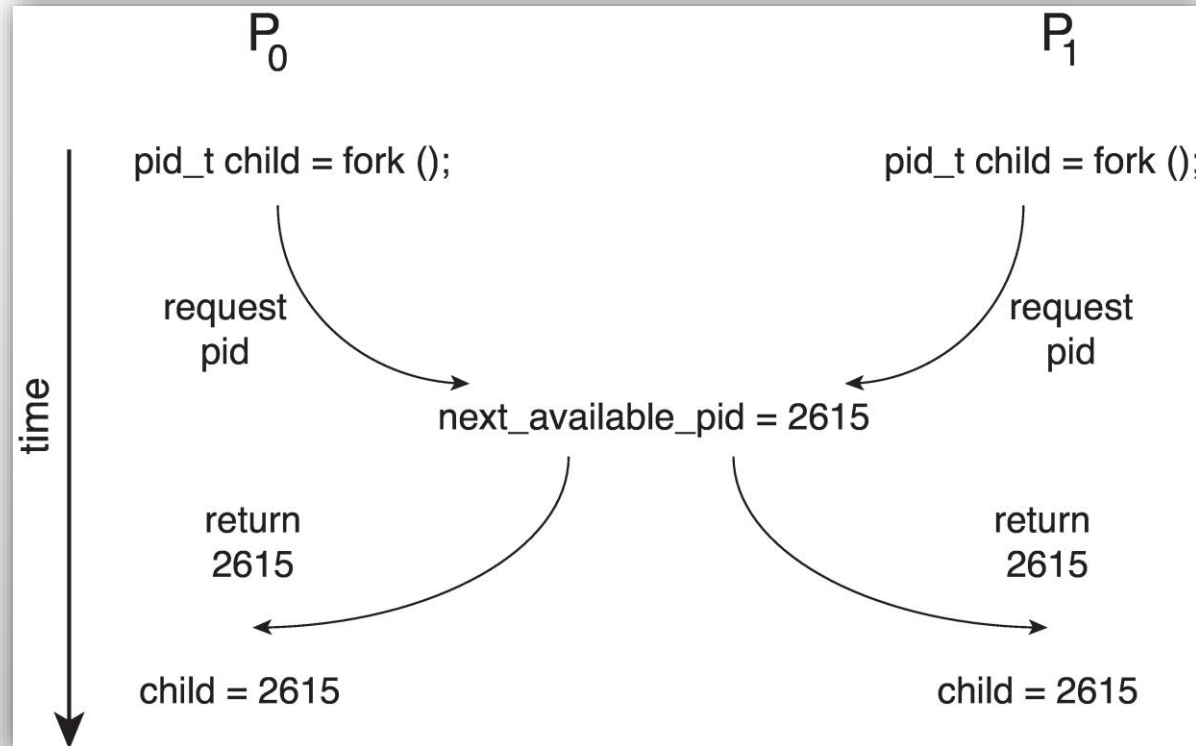 P0
P1
pid_t child = fork ();
pid_t child = fork ();
request
pid
request
pid
time
next_available_pid = 2615
return
2615
return
2615
child = 2615
child = 2615